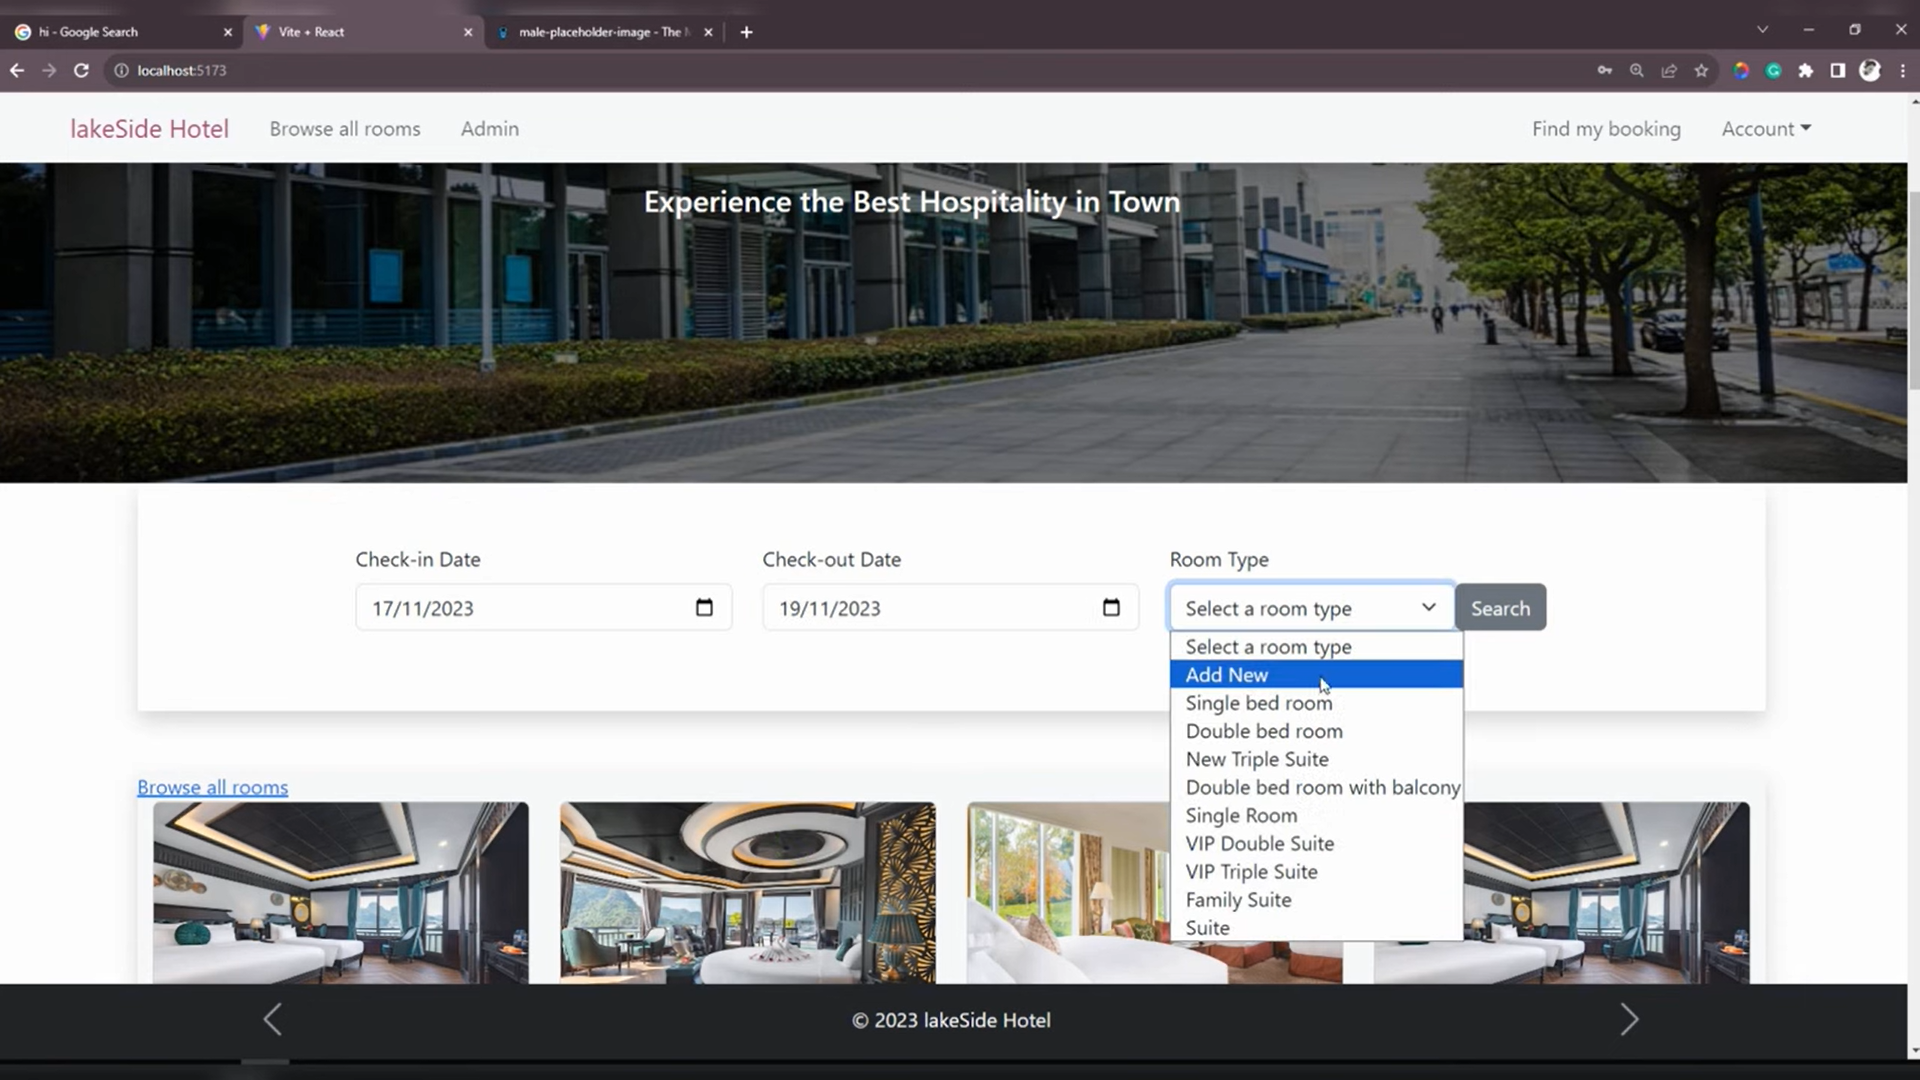 hi - Google Search
Vite + React
male-placeholder-image - The
localhost:5173
lakeSide Hotel
Browse all rooms
Admin
Find my booking
Account
Experience the Best Hospitality in Town
Check-in Date
Check-out Date
Room Type
17/11/2023
19/11/2023
Select a room type
Search
Select a room type
Add New
Single bed room
Double bed room
New Triple Suite
Double bed room with balcony
Single Room
VIP Double Suite
VIP Triple Suite
Family Suite
Suite
Browse all rooms
© 2023 lakeSide Hotel